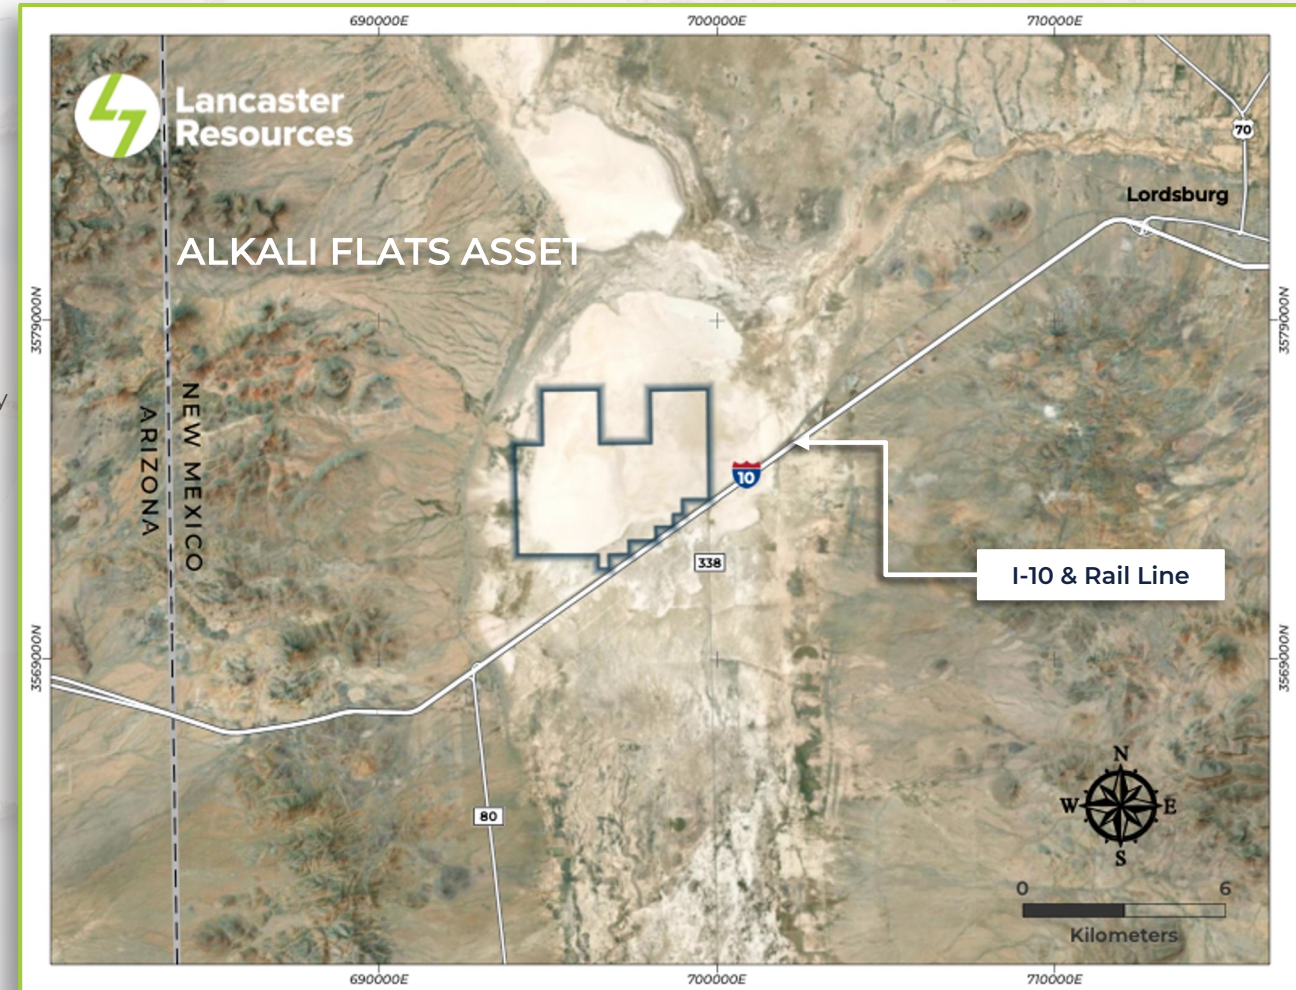 690000E
700000E
710000E
Lancaster
Resources
70
Lordsburg
ALKALI FLATS ASSET
3579000N
3579000N
y
NEW MEXICO
ARIZONA
10
338
I-10 & Rail Line
3569000N
3569000N
80
N
W
E
S
0
6
Kilometers
690000E
700000E
710000E